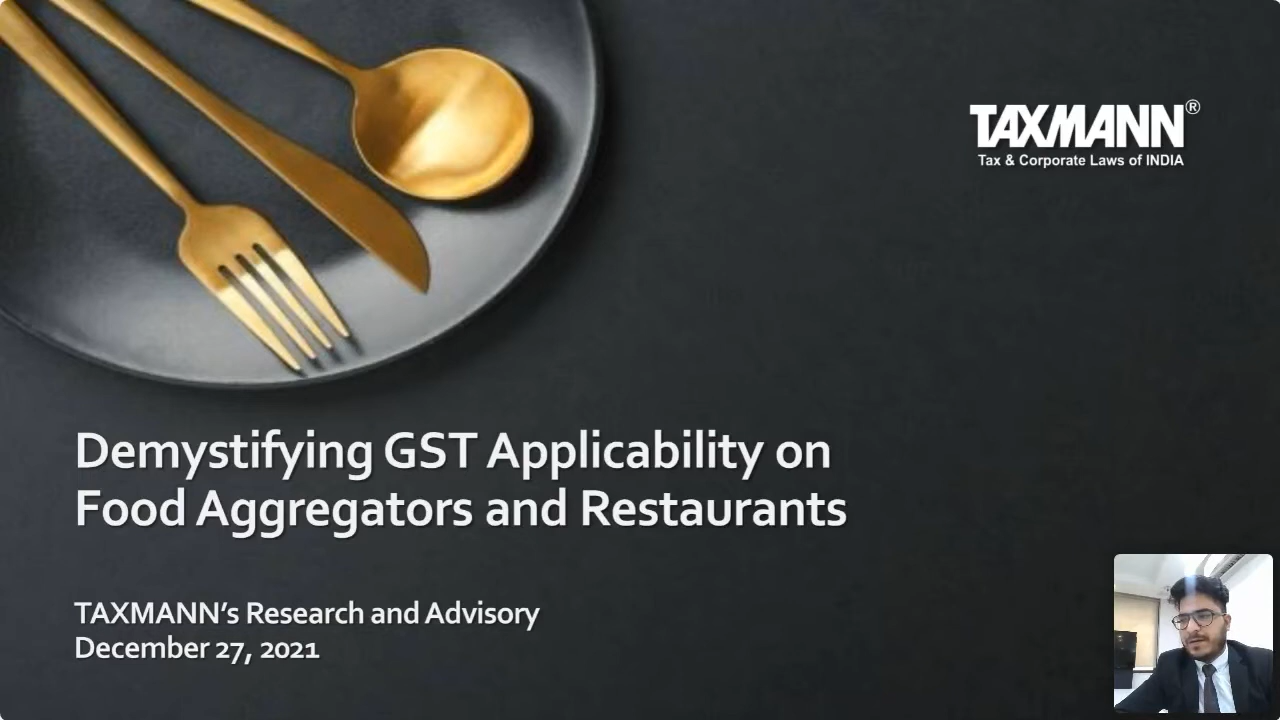 TAXMANN®
Tax & Corporate Laws of INDIA
Demystifying GST Applicability on
Food Aggregators and Restaurants
TAXMANN's Research and Advisory
December 27, 2021